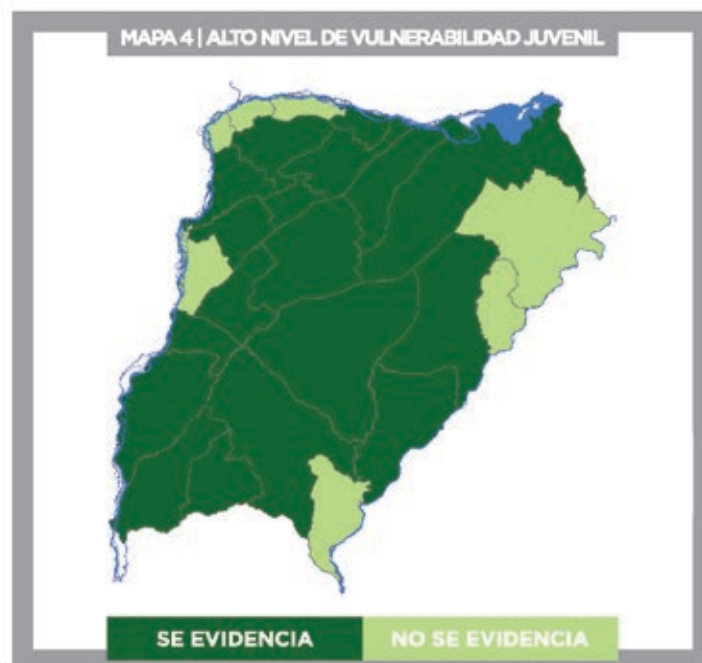 MAPA 4 | ALTO NIVEL DE VULNERABILIDAD JUVENIL
SE EVIDENCIA
NO SE EVIDENCIA